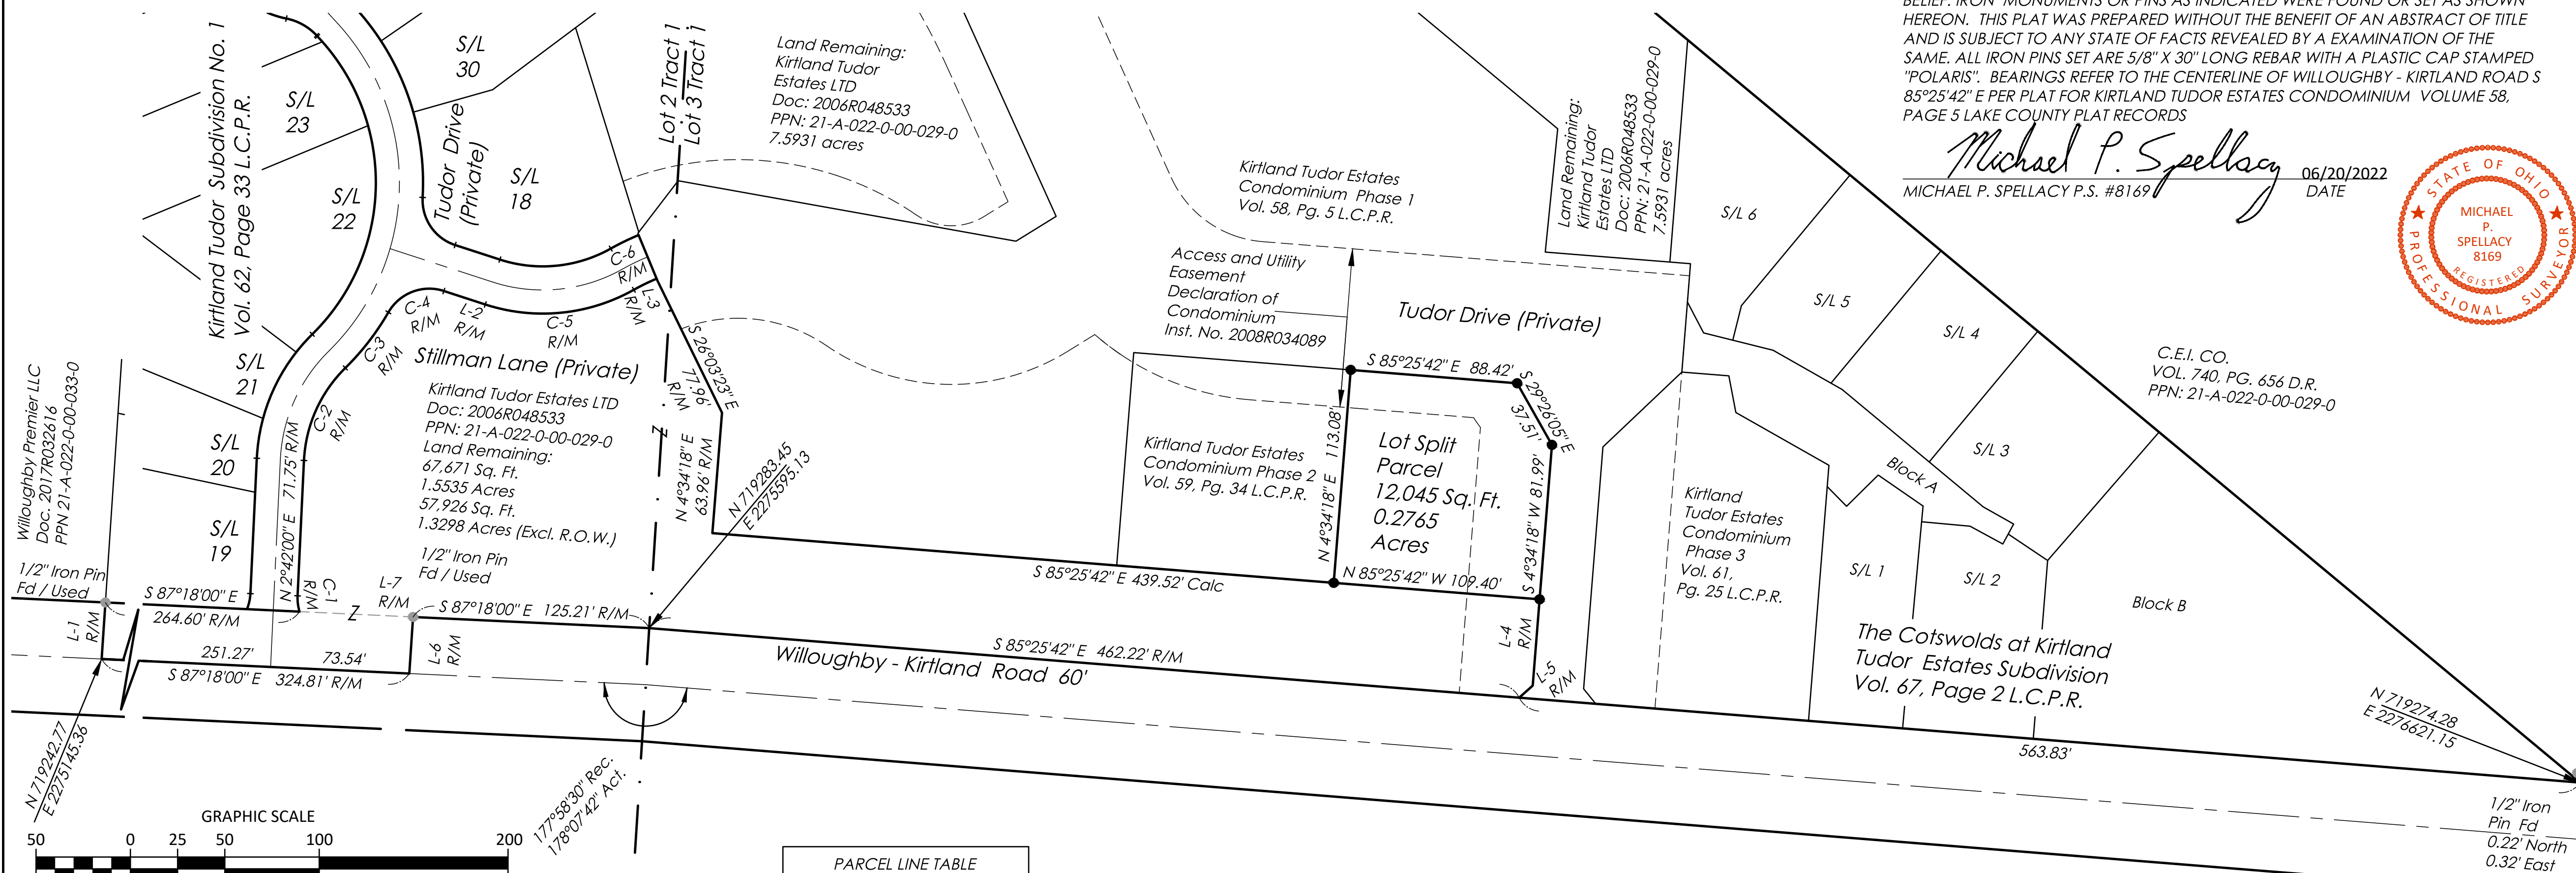 BELIEF. IRON MONUMENTS OR PINS AS INDICATED WERE FOUND OR SET AS SHOWN
HEREON. THIS PLAT WAS PREPARED WITHOUT THE BENEFIT OF AN ABSTRACT OF TITLE
AND IS SUBJECT TO ANY STATE OF FACTS REVEALED BY A EXAMINATION OF THE
SAME. ALL IRON PINS SET ARE 5/8" X 30" LONG REBAR WITH A PLASTIC CAP STAMPED
"POLARIS". BEARINGS REFER TO THE CENTERLINE OF WILLOUGHBY - KIRTLAND ROAD S
85°25'42" E PER PLAT FOR KIRTLAND TUDOR ESTATES CONDOMINIUM VOLUME 58,
PAGE 5 LAKE COUNTY PLAT RECORDS
Michael P. Spellacy
06/20/2022
MICHAEL P. SPELLACY P.S. #8169
DATE
STATE OF OHIO
MICHAEL
P.
SPELLACY
8169
REGISTERED
PROFESSIONAL SURVEYOR
Kirtland Tudor Subdivision No. 1
Vol. 62, Page 33 L.C.P.R.
S/L
30
S/L
23
S/L
22
S/L
18
S/L
21
S/L
20
S/L
19
Tudor Drive
(Private)
Lot 2 Tract 1
Lot 3 Tract 1
Land Remaining:
Kirtland Tudor
Estates LTD
Doc: 2006R048533
PPN: 21-A-022-0-00-029-0
7.5931 acres
Kirtland Tudor Estates
Condominium Phase 1
Vol. 58, Pg. 5 L.C.P.R.
Land Remaining:
Kirtland Tudor
Estates LTD
Doc: 2006R048533
PPN: 21-A-022-0-00-029-0
7.5931 acres
Access and Utility
Easement
Declaration of
Condominium
Inst. No. 2008R034089
Tudor Drive (Private)
S/L 6
S/L 5
S/L 4
S/L 3
S/L 2
S/L 1
Block A
Block B
C.E.I. CO.
VOL. 740, PG. 656 D.R.
PPN: 21-A-022-0-00-029-0
C-6
R/M
L-3
R/M
C-4
R/M
L-2
R/M
C-5
R/M
C-3
R/M
C-2
R/M
Stillman Lane (Private)
Kirtland Tudor Estates LTD
Doc: 2006R048533
PPN: 21-A-022-0-00-029-0
Land Remaining:
67,671 Sq. Ft.
1.5535 Acres
57,926 Sq. Ft.
1.3298 Acres (Excl. R.O.W.)
1/2" Iron Pin
Fd / Used
S 26°03'23" E
77.96'
R/M
Z
N 4°34'18" E
63.96' R/M
N 719283.45
E 2275595.13
Willoughby Premier LLC
Doc. 2017R032616
PPN 21-A-022-0-00-033-0
1/2" Iron Pin
Fd / Used
N 2°42'00" E 71.75' R/M
C-1
R/M
L-7
R/M
S 87°18'00" E
264.60' R/M
Z
S 87°18'00" E 125.21' R/M
L-1
R/M
L-6
R/M
251.27'
73.54'
S 87°18'00" E 324.81' R/M
N 719242.77
E 2275145.36
Kirtland Tudor Estates
Condominium Phase 2
Vol. 59, Pg. 34 L.C.P.R.
S 85°25'42" E 88.42'
S 29°26'05" E
37.51'
N 4°34'18" E 113.08'
Lot Split
Parcel
12,045 Sq. Ft.
0.2765
Acres
S 4°34'18" W 81.99'
N 85°25'42" W 109.40'
S 85°25'42" E 439.52' Calc
Kirtland
Tudor Estates
Condominium
Phase 3
Vol. 61,
Pg. 25 L.C.P.R.
L-4
R/M
L-5
R/M
S 85°25'42" E 462.22' R/M
Willoughby - Kirtland Road 60'
The Cotswolds at Kirtland
Tudor Estates Subdivision
Vol. 67, Page 2 L.C.P.R.
563.83'
N 719274.28
E 2276621.15
1/2" Iron
Pin Fd
0.22' North
0.32' East
177°58'30" Rec.
178°07'42" Act.
GRAPHIC SCALE
50 0 25 50 100 200
PARCEL LINE TABLE